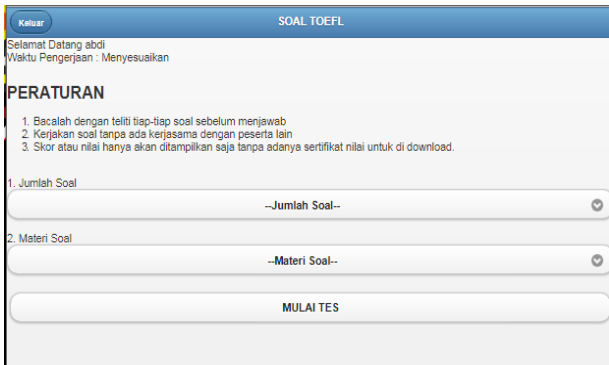 Keluar
SOAL TOEFL
Selamat Datang abdi
Waktu Pengerjaan : Menyesuaikan
PERATURAN
1. Bacalah dengan teliti tiap-tiap soal sebelum menjawab
2. Kerjakan soal tanpa ada kerjasama dengan peserta lain
3. Skor atau nilai hanya akan ditampilkan saja tanpa adanya sertifikat nilai untuk di download.
1. Jumlah Soal
--Jumlah Soal--
2. Materi Soal
--Materi Soal--
MULAI TES